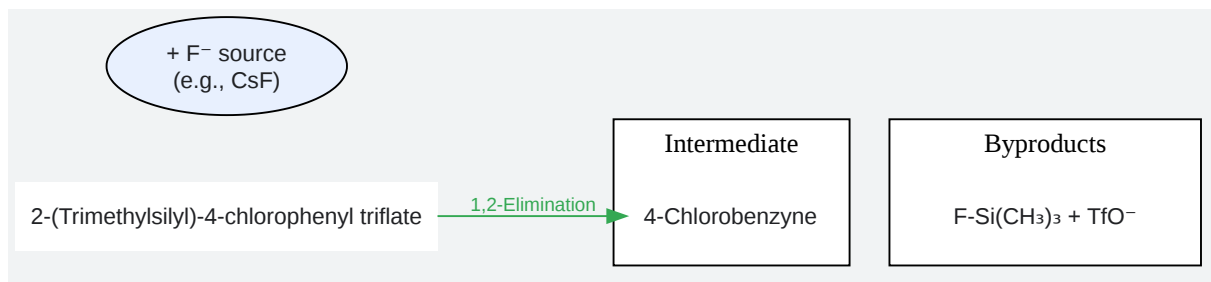 + F⁻ source
(e.g., CsF)
Intermediate
Byproducts
2-(Trimethylsilyl)-4-chlorophenyl triflate
1,2-Elimination
4-Chlorobenzyne
F-Si(CH₃)₃ + TfO⁻